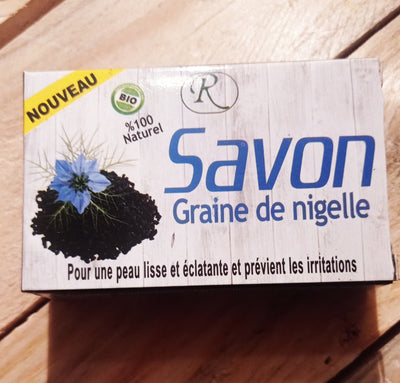 NOUVEAU
BIO
%100
Naturel
R
Savon
Graine de nigelle
Pour une peau lisse et éclatante et prévient les irritations